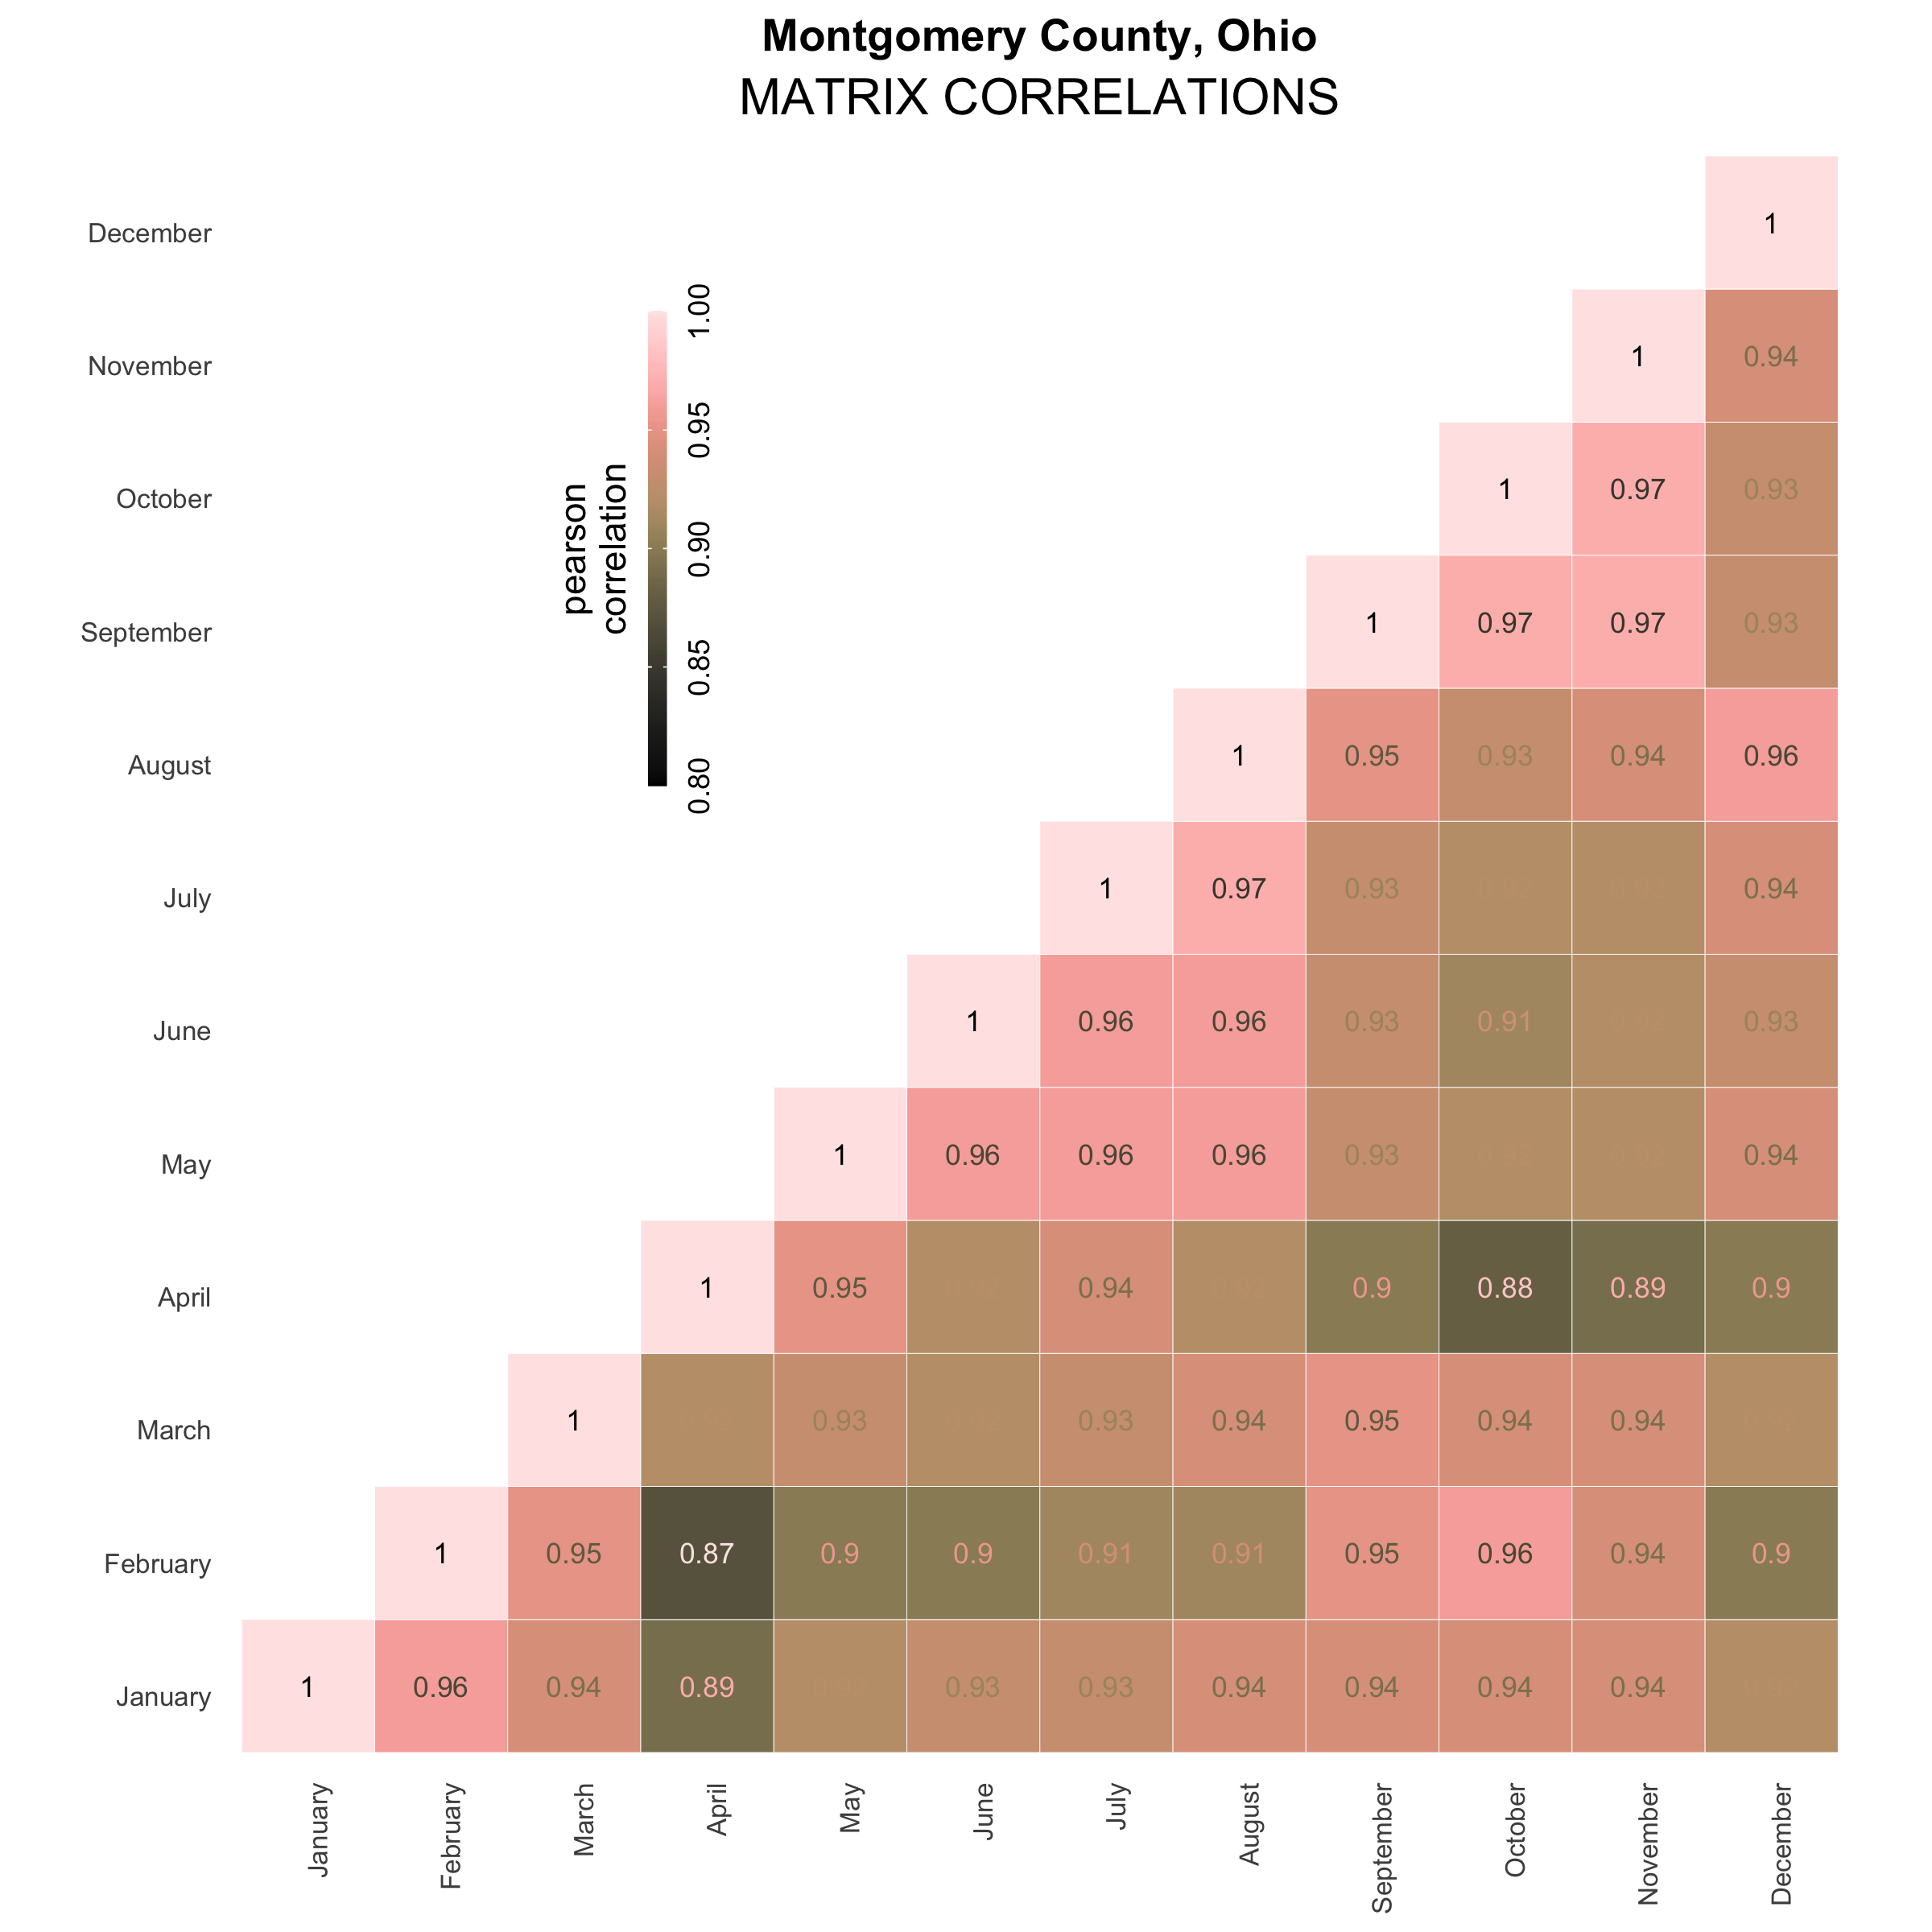 Montgomery County, Ohio
MATRIX CORRELATIONS
pearson
correlation
1.00
0.95
0.90
0.85
0.80
December 1
November 1 0.94
October 1 0.97 0.93
September 1 0.97 0.97 0.93
August 1 0.95 0.93 0.94 0.96
July 1 0.97 0.93 0.94
June 1 0.96 0.96 0.93 0.91 0.93
May 1 0.96 0.96 0.96 0.93 0.94
April 1 0.95 0.94 0.9 0.88 0.89 0.9
March 1 0.93 0.93 0.94 0.95 0.94 0.94
February 1 0.95 0.87 0.9 0.9 0.91 0.91 0.95 0.96 0.94 0.9
January 1 0.96 0.94 0.89 0.93 0.93 0.94 0.94 0.94 0.94
January February March April May June July August September October November December